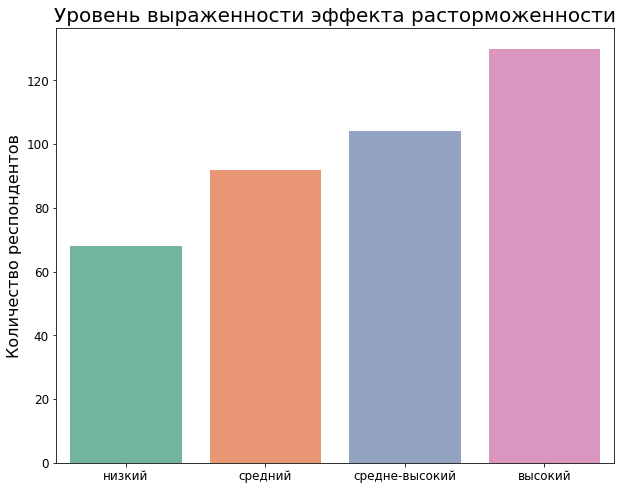 Уровень выраженности эффекта расторможенности
Количество респондентов
120
100
80
60
40
20
0
низкий средний средне-высокий высокий